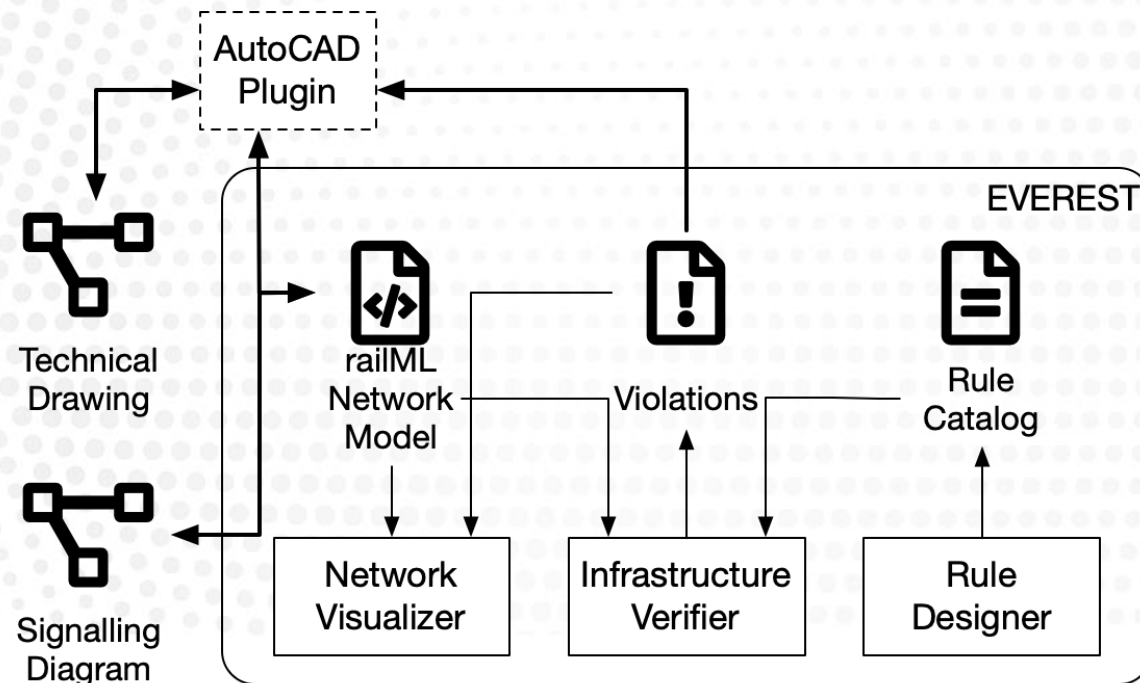 AutoCAD
Plugin
EVEREST
</>
!
Technical
Drawing
railML
Network
Model
Violations
Rule
Catalog
Signalling
Diagram
Network
Visualizer
Infrastructure
Verifier
Rule
Designer